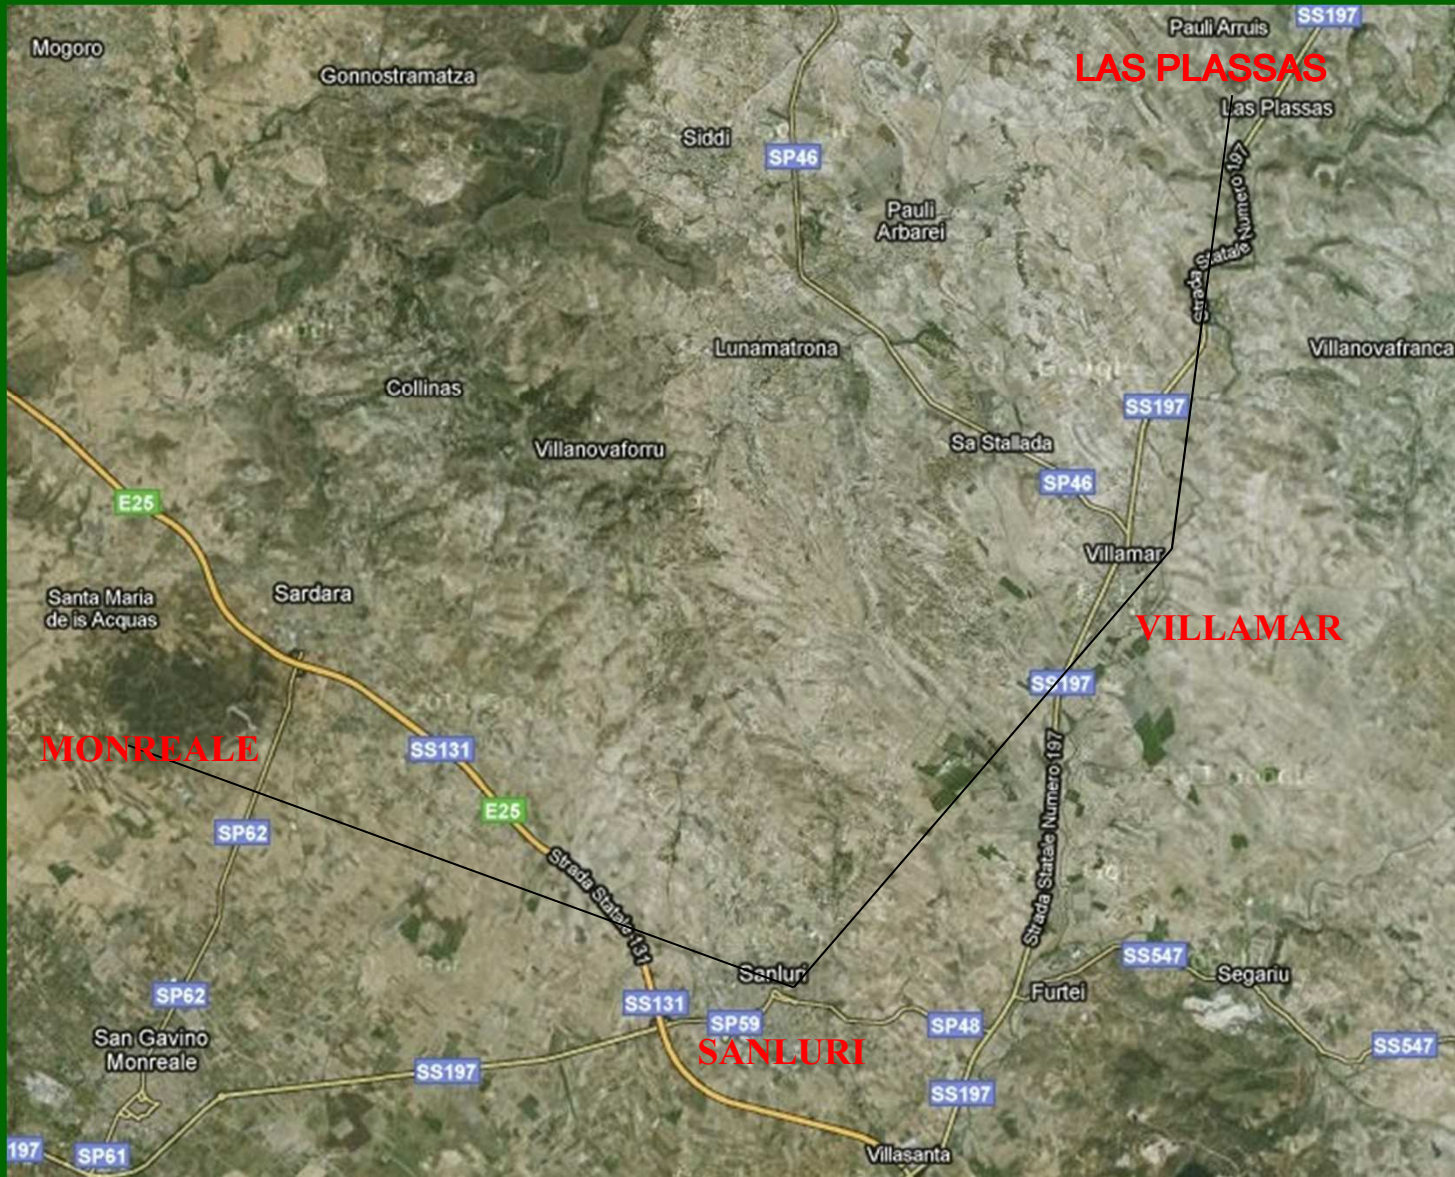 SS197
Pauli Arruis
Mogoro
LAS PLASSAS
Gonnostramatza
Las Plassas
Siddi
SP46
Strada Statale Numero 197
Pauli
Arbarei
Lunamatrona
Villanovafranca
Collinas
SS197
Sa Stallada
Villanovaforru
SP46
E25
Villamar
Santa Maria
de is Acquas
Sardara
VILLAMAR
SS197
MONREALE
SS131
E25
SP62
Strada Statale Numero 197
Strada Statale 131
SS547
Sanluri
Segariu
Furtei
SP62
SS131
SP59
SP48
San Gavino
Monreale
SANLURI
SS547
SS197
SS197
197
SP61
Villasanta